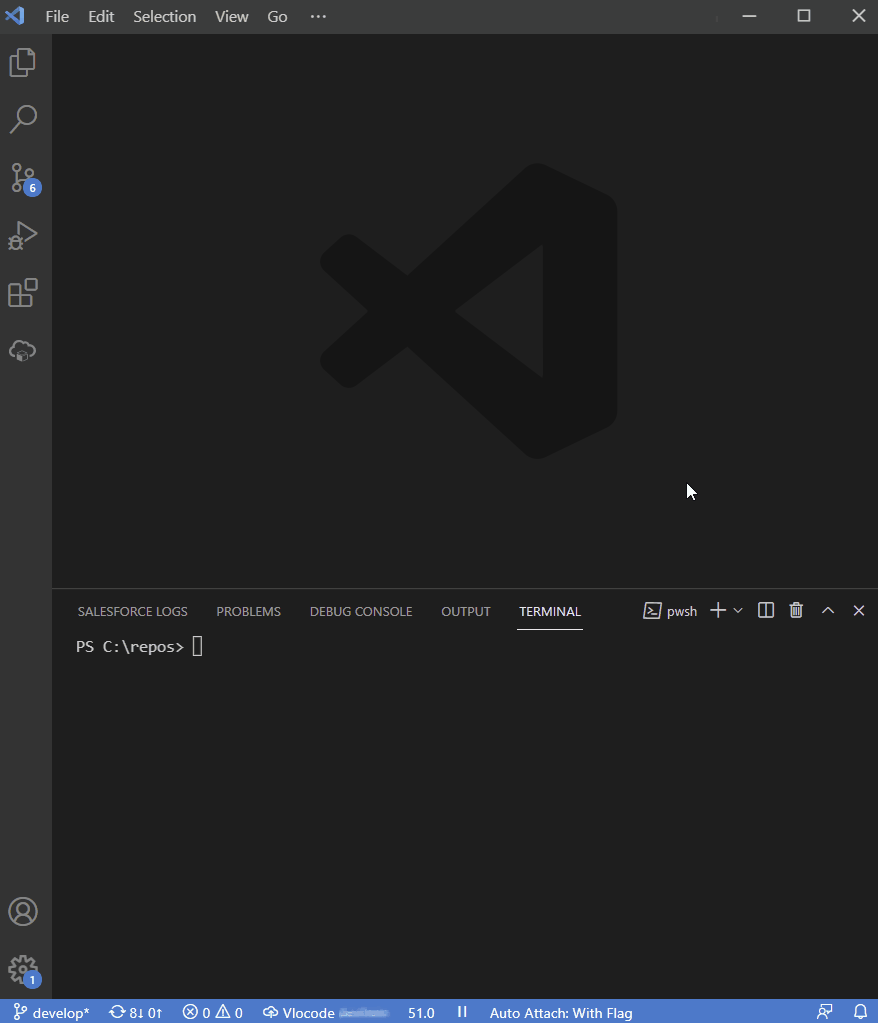 File Edit Selection View Go ···
6
SALESFORCE LOGS PROBLEMS DEBUG CONSOLE OUTPUT TERMINAL pwsh
PS C:\repos>
1
develop* 8↓ 0↑ 0 0 Vlocode 51.0 Auto Attach: With Flag